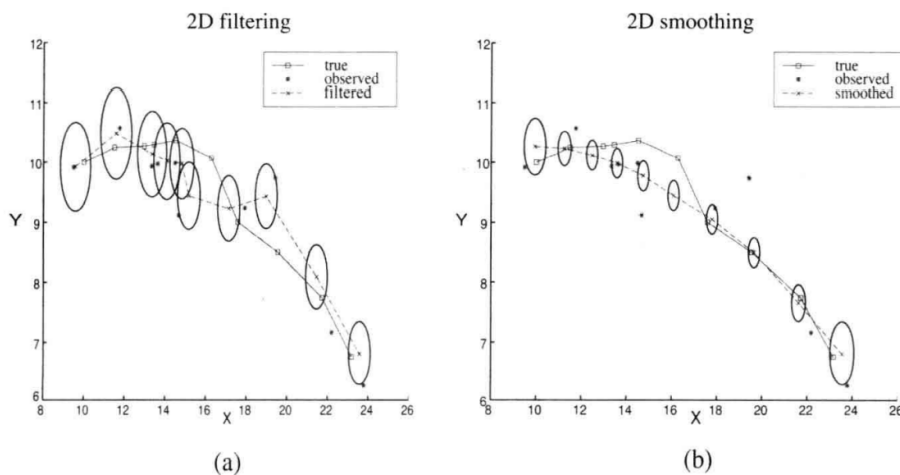 2D filtering
12
11
10
9
8
7
6
Y
true
observed
filtered
8 10 12 14 16 18 20 22 24 26
X
(a)
2D smoothing
12
11
10
9
8
7
6
Y
true
observed
smoothed
8 10 12 14 16 18 20 22 24 26
X
(b)